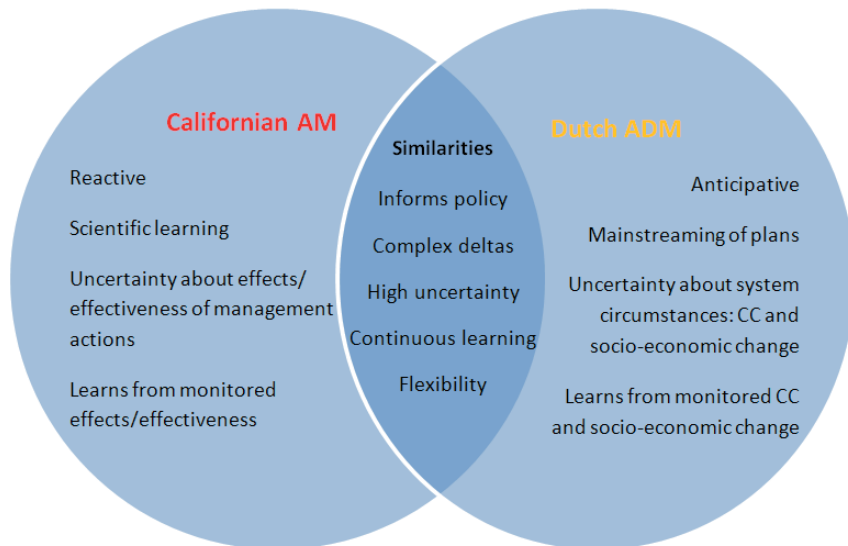 Californian AM
Reactive
Scientific learning
Uncertainty about effects/
effectiveness of management
actions
Learns from monitored
effects/effectiveness
Similarities
Informs policy
Complex deltas
High uncertainty
Continuous learning
Flexibility
Dutch ADM
Anticipative
Mainstreaming of plans
Uncertainty about system
circumstances: CC and
socio-economic change
Learns from monitored CC
and socio-economic change